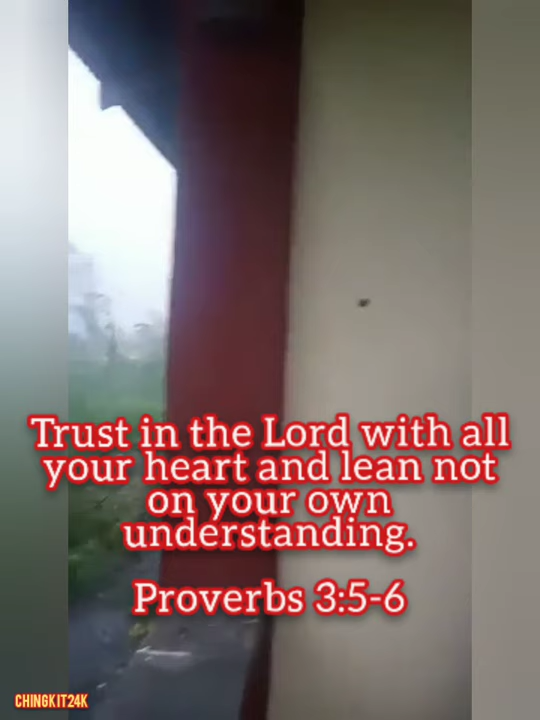 Trust in the Lord with all
your heart and lean not
on your own
understanding.
Proverbs 3:5-6
CHINGKIT24K